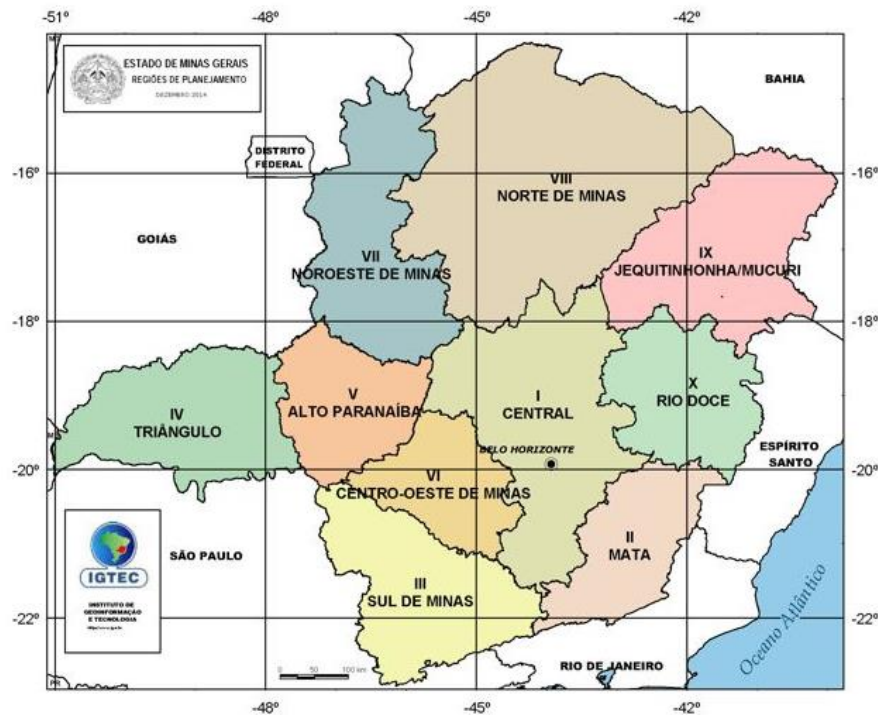 -51º -48º -45º -42º
ESTADO DE MINAS GERAIS
REGIÕES DE PLANEJAMENTO
DEZEMBRO 2014
BAHIA
DISTRITO
FEDERAL
-16º -16º
VIII
NORTE DE MINAS
GOIÁS
VII
NOROESTE DE MINAS
IX
JEQUITINHONHA/MUCURI
-18º -18º
V
ALTO PARANAÍBA
I
CENTRAL
X
RIO DOCE
IV
TRIÂNGULO
BELO HORIZONTE
ESPÍRITO
SANTO
-20º -20º
VI
CENTRO-OESTE DE MINAS
II
MATA
SÃO PAULO
IGTEC
INSTITUTO DE
GEOINFORMAÇÃO
E TECNOLOGIA
III
SUL DE MINAS
-22º -22º
Oceano Atlântico
RIO DE JANEIRO
0 50 100 km
PR
-51º -48º -45º -42º